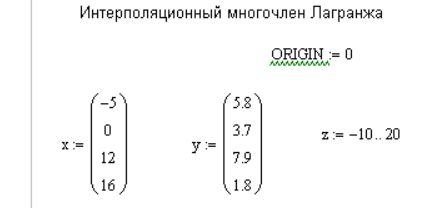 Интерполяционный многочлен Лагранжа
ORIGIN := 0
x := (-5 0 12 16) y := (5.8 3.7 7.9 1.8) z := -10.. 20